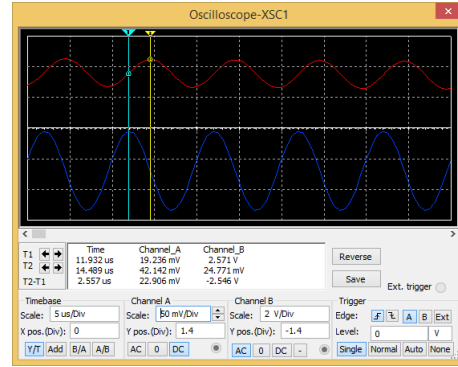 Oscilloscope-XSC1
1 2
Time Channel_A Channel_B
T1 11.932 us 19.236 mV 2.571 V
T2 14.489 us 42.142 mV 24.771 mV
T2-T1 2.557 us 22.906 mV -2.546 V
Reverse
Save
Ext. trigger
Timebase Channel A Channel B Trigger
Scale: 5 us/Div Scale: 50 mV/Div Scale: 2 V/Div Edge: A B Ext
X pos.(Div): 0 Y pos.(Div): 1.4 Y pos.(Div): -1.4 Level: 0 V
Y/T Add B/A A/B AC 0 DC AC 0 DC - Single Normal Auto None